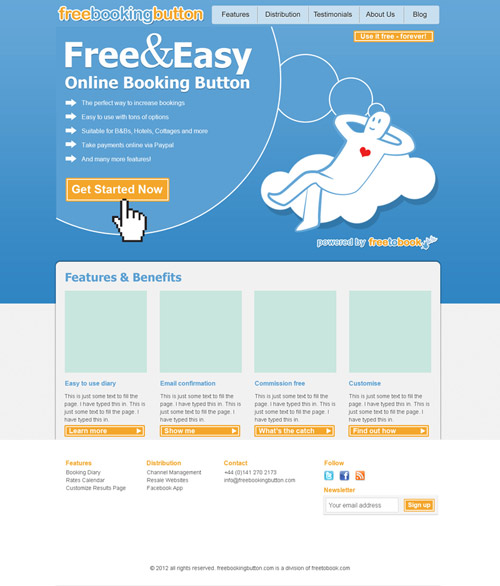 freebookingbutton
Features Distribution Testimonials About Us Blog
Use it free - forever!
Free&Easy
Online Booking Button
The perfect way to increase bookings
Easy to use with tons of options
Suitable for B&Bs, Hotels, Cottages and more
Take payments online via Paypal
And many more features!
Get Started Now
powered by freetobook
Features & Benefits
Easy to use diary
This is just some text to fill the
page. I have typed this in. This
is just some text to fill the page. I
have typed this in.
Learn more
Email confirmation
This is just some text to fill the
page. I have typed this in. This is
just some text to fill the page. I
have typed this in.
Show me
Commission free
This is just some text to fill the
page. I have typed this in. This is
just some text to fill the page. I
have typed this in.
What's the catch
Customise
This is just some text to fill the
page. I have typed this in. This is
just some text to fill the page. I
have typed this in.
Find out how
Features
Booking Diary
Rates Calendar
Customize Results Page
Distribution
Channel Management
Resale Websites
Facebook App
Contact
+44 (0)141 270 2173
info@freebookingbutton.com
Follow
Newsletter
Your email address
Sign up
© 2012 all rights reserved. freebookingbutton.com is a division of freetobook.com